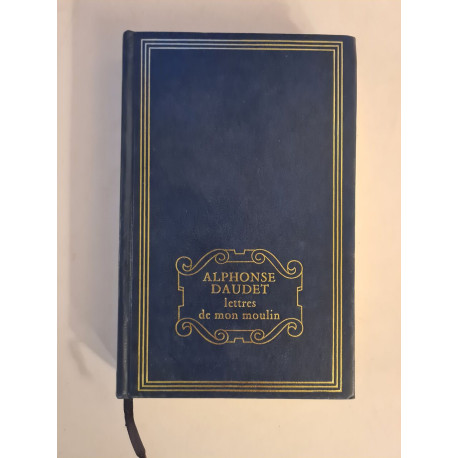 ALPHONSE
DAUDET
lettres
de mon moulin